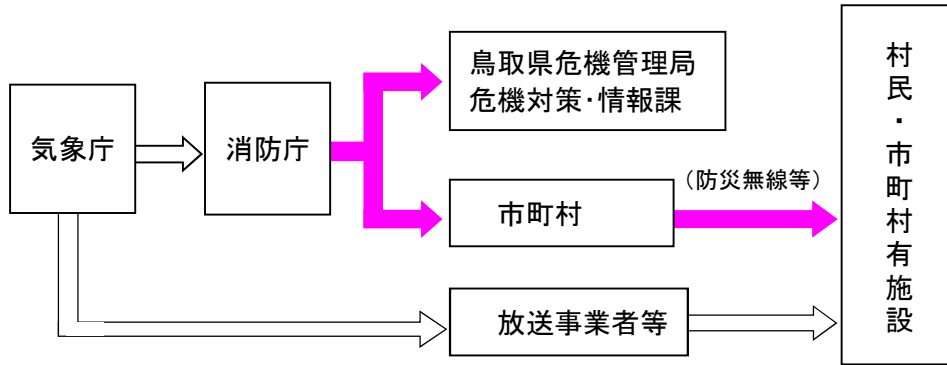 気象庁
消防庁
鳥取県危機管理局
危機対策・情報課
市町村
（防災無線等）
放送事業者等
村民・市町村有施設